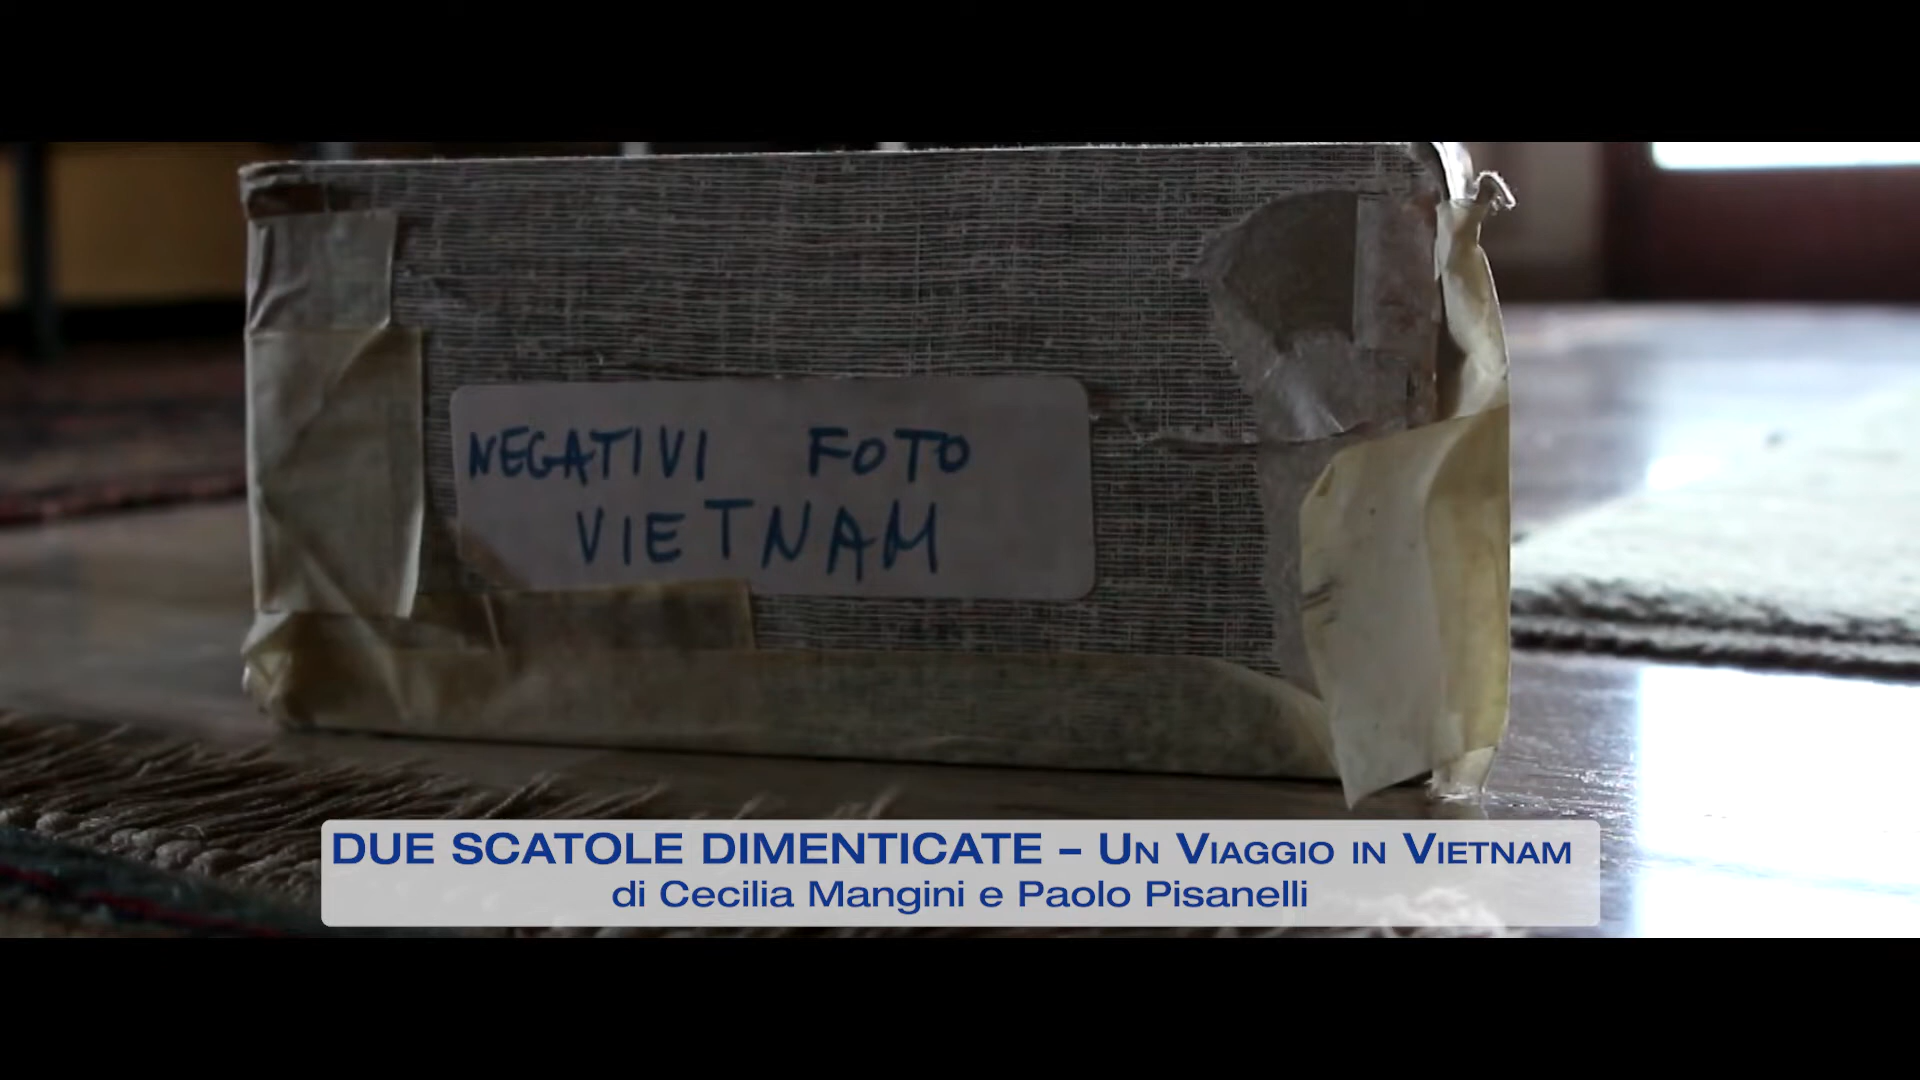 NEGATIVI FOTO
VIETNAM
DUE SCATOLE DIMENTICATE – UN VIAGGIO IN VIETNAM
di Cecilia Mangini e Paolo Pisanelli